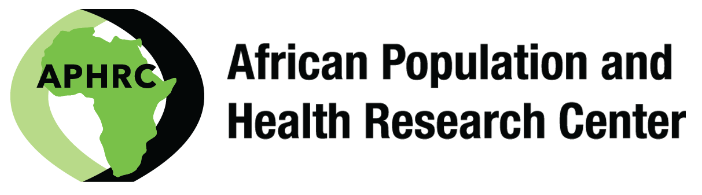 APHRC
African Population and
Health Research Center